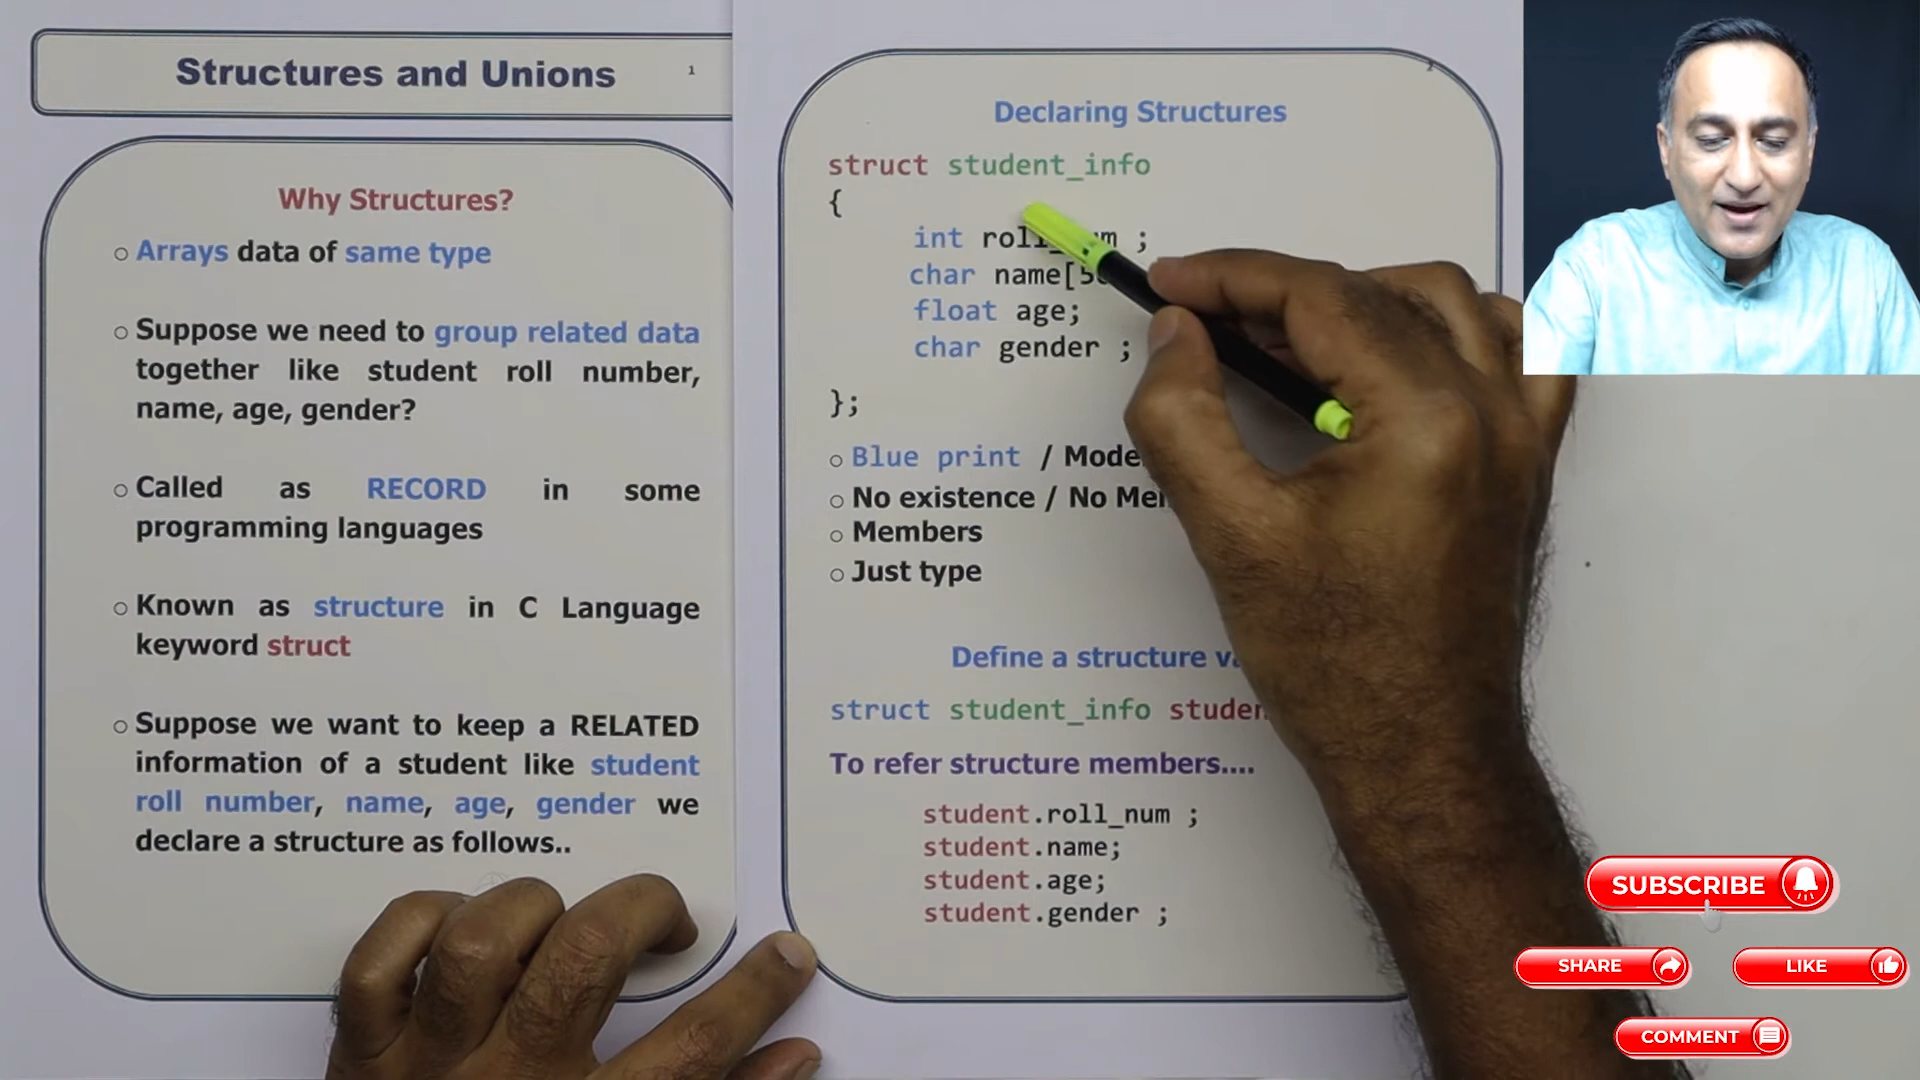 Structures and Unions
1
Why Structures?
Arrays data of same type
Suppose we need to group related data
together like student roll number,
name, age, gender?
Called as RECORD in some
programming languages
Known as structure in C Language
keyword struct
Suppose we want to keep a RELATED
information of a student like student
roll number, name, age, gender we
declare a structure as follows..
2
Declaring Structures
struct student_info
{
int roll_num ;
char name[50
float age;
char gender ;
};
Blue print / Model
No existence / No
Members
Just type
Define a structure
struct student_info student
To refer structure members....
student.roll_num ;
student.name;
student.age;
student.gender ;
SUBSCRIBE
SHARE
LIKE
COMMENT